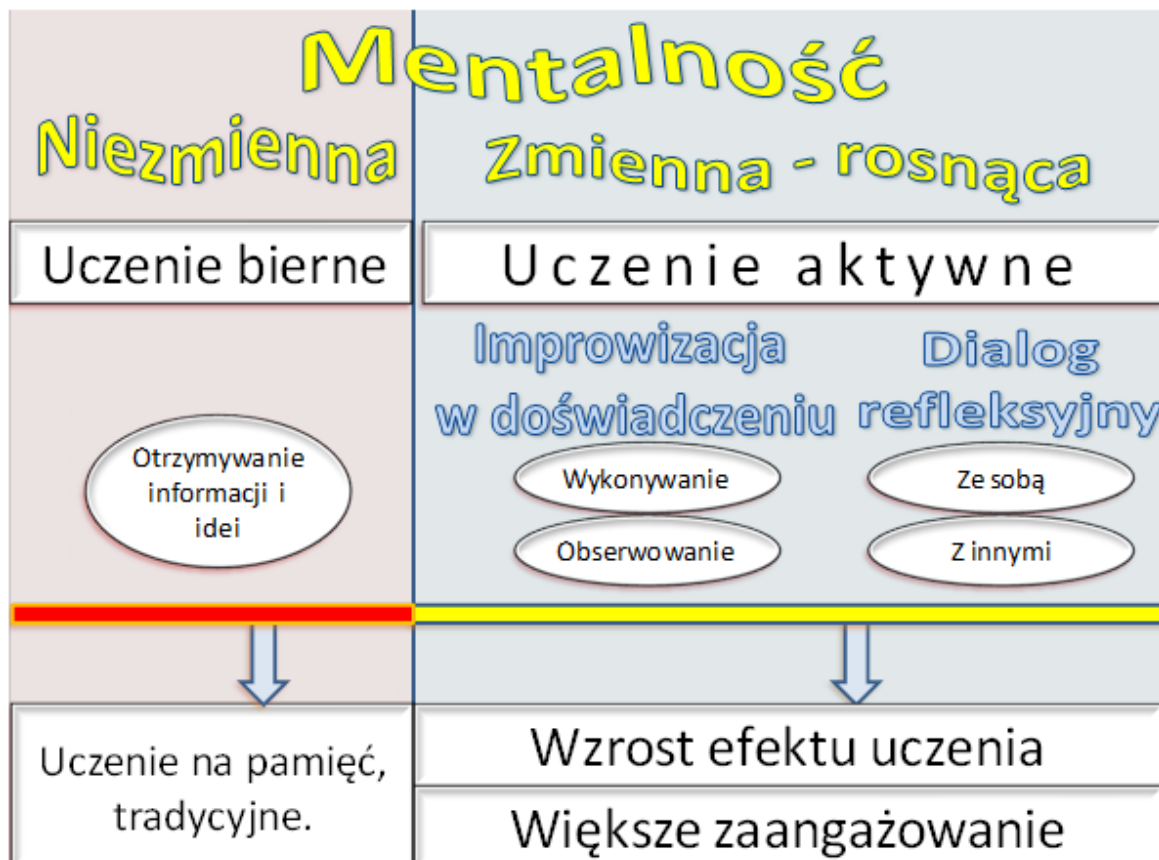 Mentalność
Niezmienna
Zmienna - rosnąca
Uczenie bierne
Uczenie aktywne
Improwizacja
w doświadczeniu
Dialog
refleksyjny
Otrzymywanie
informacji i
idei
Wykonywanie
Obserwowanie
Ze sobą
Z innymi
Uczenie na pamięć,
tradycyjne.
Wzrost efektu uczenia
Większe zaangażowanie